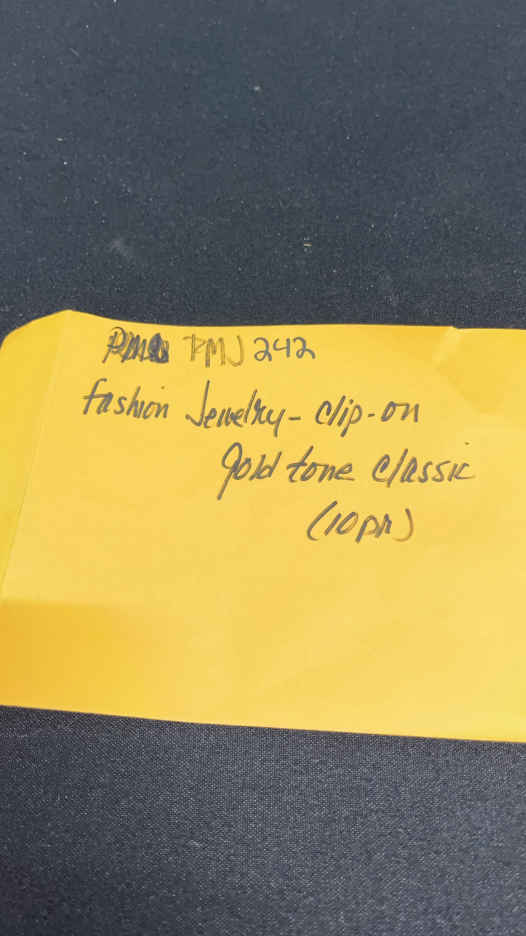 PMJ 242
Fashion Jewelry - clip-on
gold tone classic
(10pr)